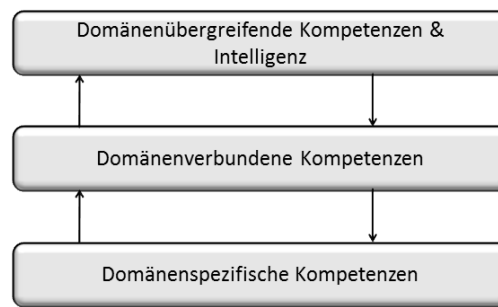 Domänenübergreifende Kompetenzen &
Intelligenz
Domänenverbundene Kompetenzen
Domänenspezifische Kompetenzen